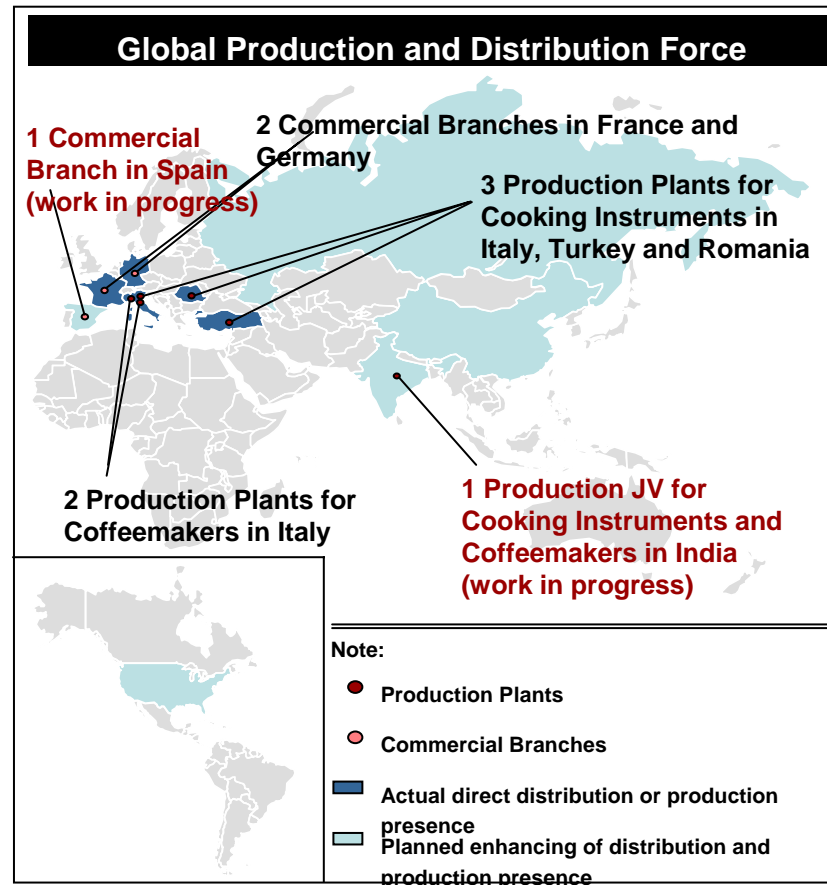 Global Production and Distribution Force
1 Commercial
Branch in Spain
(work in progress)
2 Commercial Branches in France and
Germany
3 Production Plants for
Cooking Instruments in
Italy, Turkey and Romania
2 Production Plants for
Coffeemakers in Italy
1 Production JV for
Cooking Instruments and
Coffeemakers in India
(work in progress)
Note:
Production Plants
Commercial Branches
Actual direct distribution or production
presence
Planned enhancing of distribution and
production presence